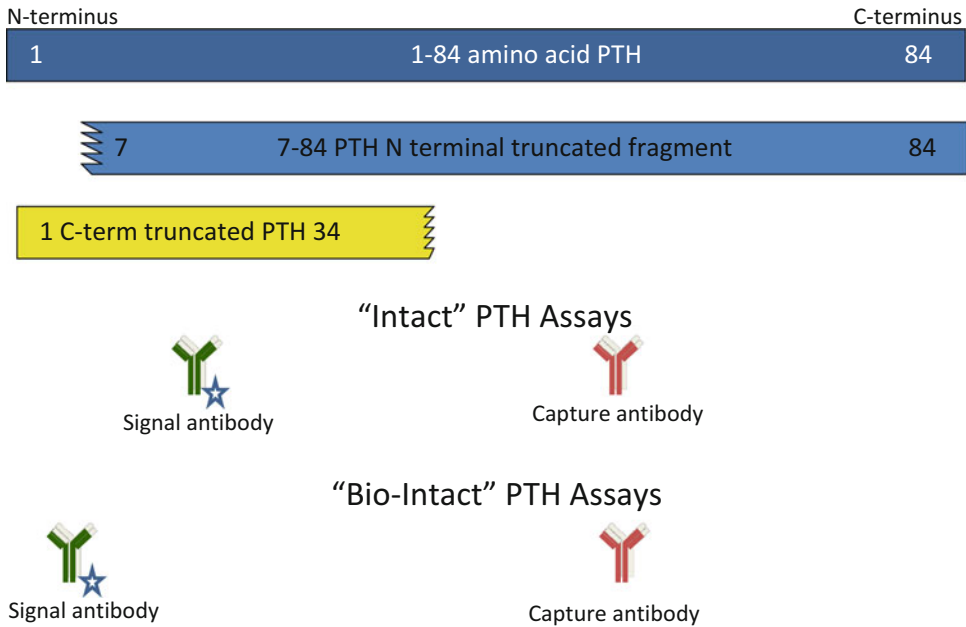 N-terminus C-terminus
1 1-84 amino acid PTH 84
7 7-84 PTH N terminal truncated fragment 84
1 C-term truncated PTH 34
“Intact” PTH Assays
Signal antibody Capture antibody
“Bio-Intact” PTH Assays
Signal antibody Capture antibody